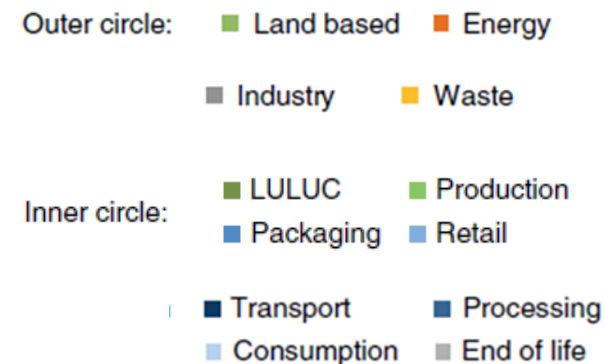 Outer circle: Land based Energy
Industry Waste
LULUC Production
Inner circle:
Packaging Retail
Transport Processing
Consumption End of life